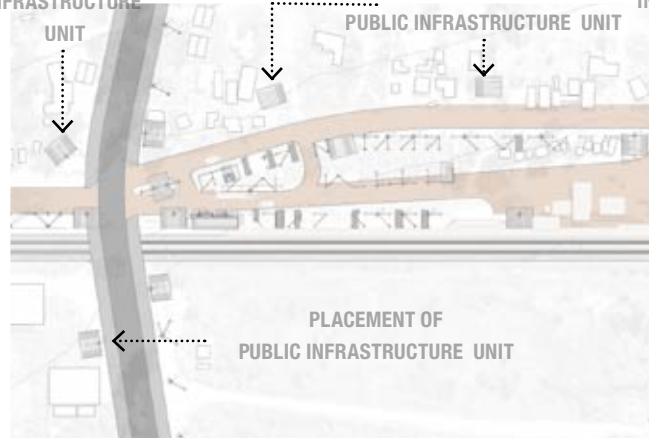 UNIT
PUBLIC INFRASTRUCTURE UNIT
PLACEMENT OF
PUBLIC INFRASTRUCTURE UNIT